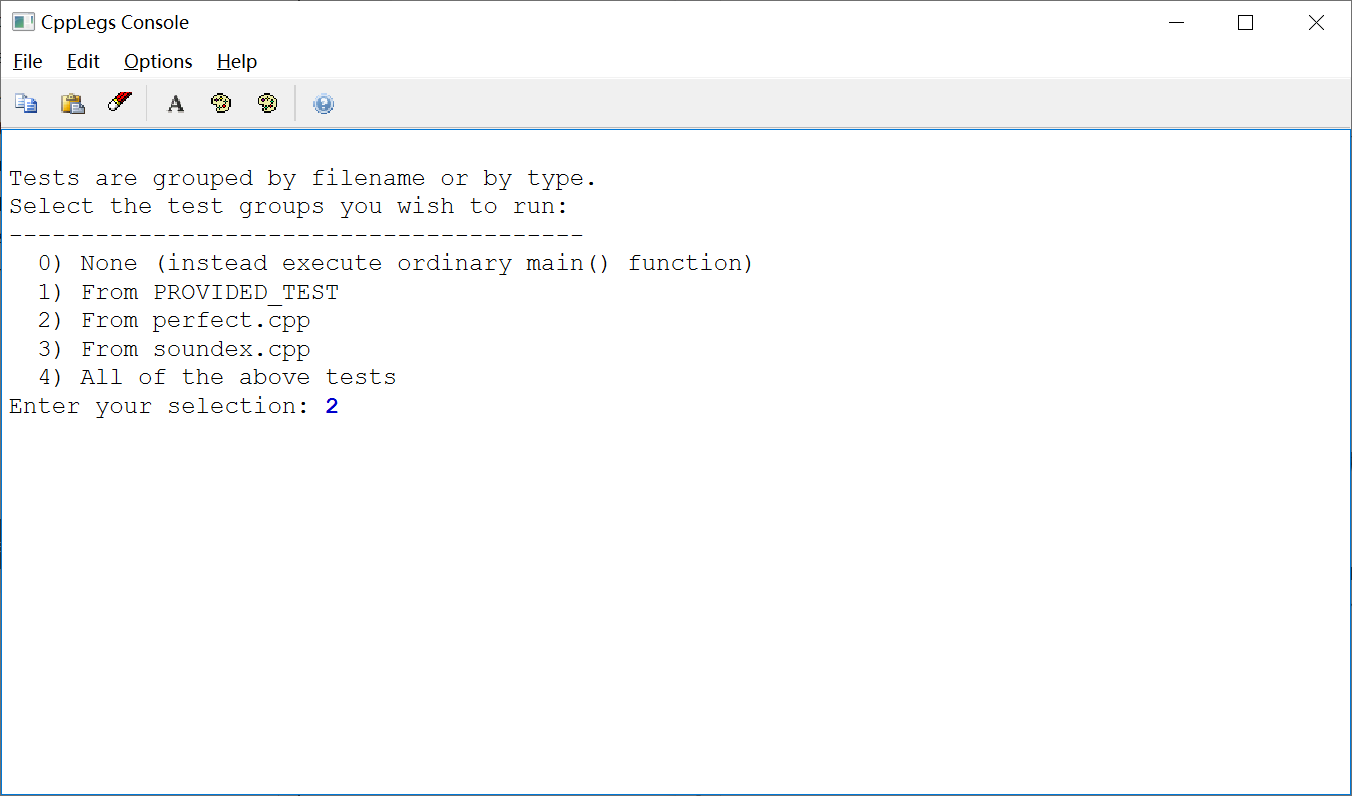 CppLegs Console
File Edit Options Help
A
Tests are grouped by filename or by type.
Select the test groups you wish to run:
----------------------------------------
  0) None (instead execute ordinary main() function)
  1) From PROVIDED_TEST
  2) From perfect.cpp
  3) From soundex.cpp
  4) All of the above tests
Enter your selection: 2